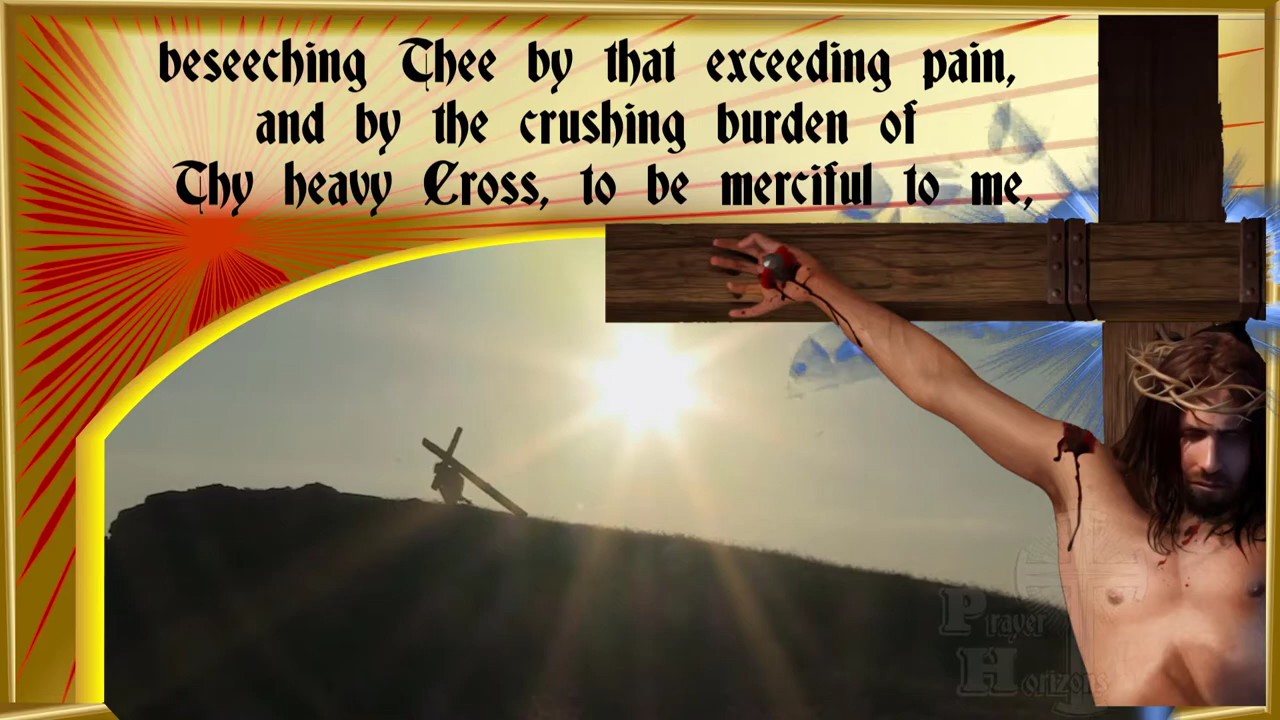 beseeching Thee by that exceeding pain,
and by the crushing burden of
Thy heavy Cross, to be merciful to me,
Prayer
Horizons